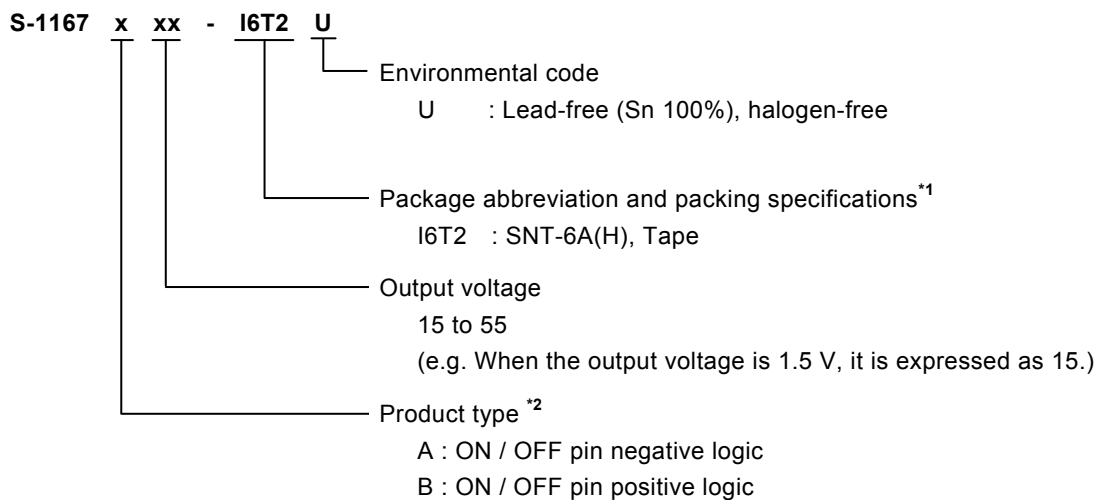 S-1167 x xx - I6T2 U
Environmental code
U : Lead-free (Sn 100%), halogen-free
Package abbreviation and packing specifications*1
I6T2 : SNT-6A(H), Tape
Output voltage
15 to 55
(e.g. When the output voltage is 1.5 V, it is expressed as 15.)
Product type *2
A : ON / OFF pin negative logic
B : ON / OFF pin positive logic